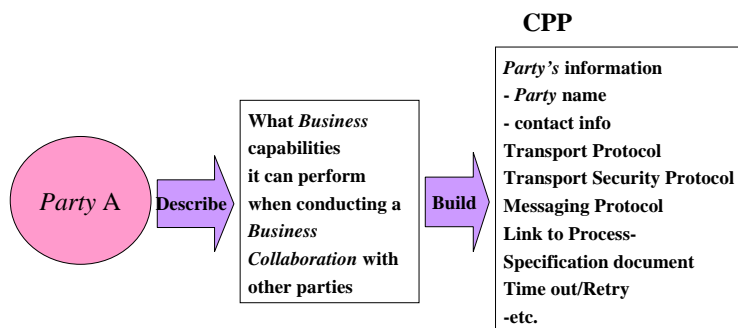 CPP
Party A
Describe
What Business
capabilities
it can perform
when conducting a
Business
Collaboration with
other parties
Build
Party's information
- Party name
- contact info
Transport Protocol
Transport Security Protocol
Messaging Protocol
Link to Process-
Specification document
Time out/Retry
-etc.